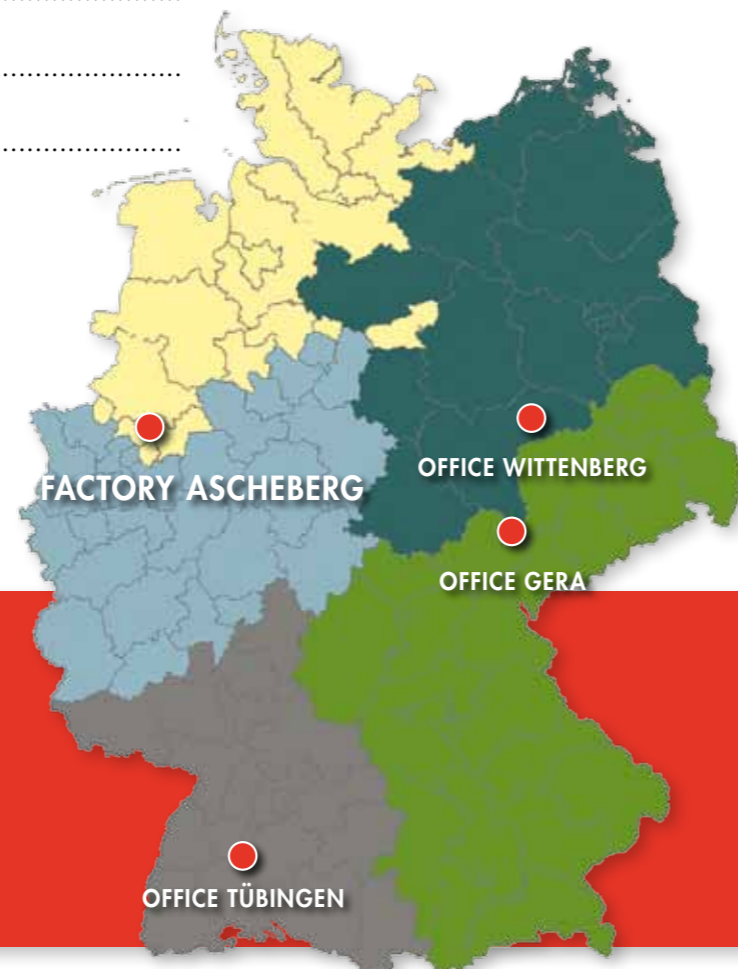 OFFICE WITTENBERG
FACTORY ASCHEBERG
OFFICE GERA
OFFICE TÜBINGEN